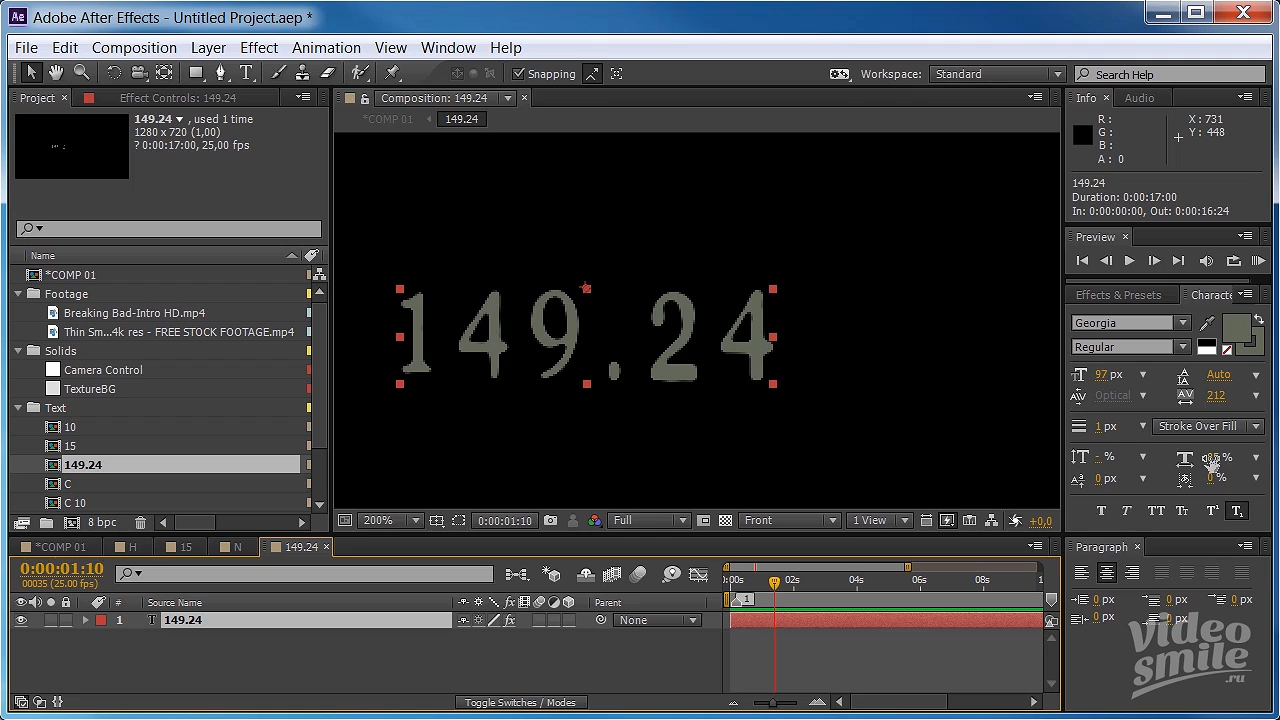 Adobe After Effects - Untitled Project.aep *
File Edit Composition Layer Effect Animation View Window Help
Snapping Workspace: Standard Search Help
Project × Effect Controls: 149.24
149.24 , used 1 time
1280 x 720 (1,00)
? 0:00:17:00, 25,00 fps
Name
*COMP 01
Footage
Breaking Bad-Intro HD.mp4
Thin Sm...4k res - FREE STOCK FOOTAGE.mp4
Solids
Camera Control
TextureBG
Text
10
15
149.24
C
C 10
8 bpc
Composition: 149.24 ×
*COMP 01 149.24
149.24
200% 0:00:01:10 Full Front 1 View +0,0
Info × Audio
R:
G:
B:
A: 0
X: 731
Y: 448
149.24
Duration: 0:00:17:00
In: 0:00:00:00, Out: 0:00:16:24
Preview ×
Effects & Presets Characte
Georgia
Regular
97 px Auto
Optical 212
1 px Stroke Over Fill
- % %
0 px 0 %
T T TT Tr T¹ T₁
Paragraph ×
0 px 0 px 0 px
0 px 0 px
*COMP 01 H 15 N 149.24 ×
0:00:01:10
00035 (25.00 fps)
# Source Name Parent
1 T 149.24 None
:00s 02s 04s 06s 08s 1
1
Toggle Switches / Modes
video
smile
.ru